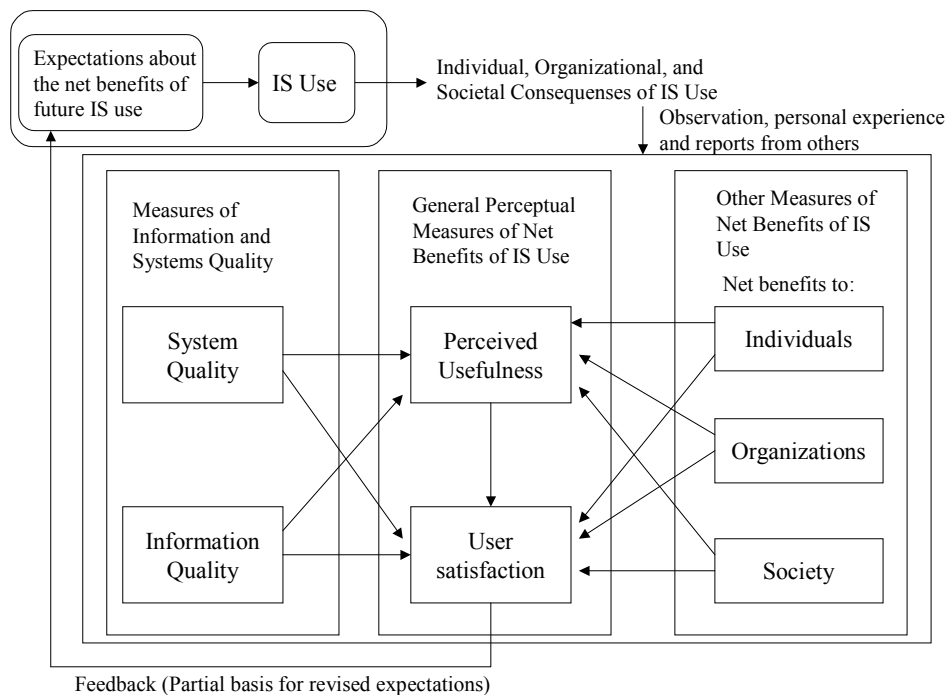 Expectations about
the net benefits of
future IS use
IS Use
Individual, Organizational, and
Societal Consequenses of IS Use
Observation, personal experience
and reports from others
Measures of
Information and
Systems Quality
General Perceptual
Measures of Net
Benefits of IS Use
Other Measures of
Net Benefits of IS
Use
Net benefits to:
System
Quality
Perceived
Usefulness
Individuals
Organizations
Information
Quality
User
satisfaction
Society
Feedback (Partial basis for revised expectations)